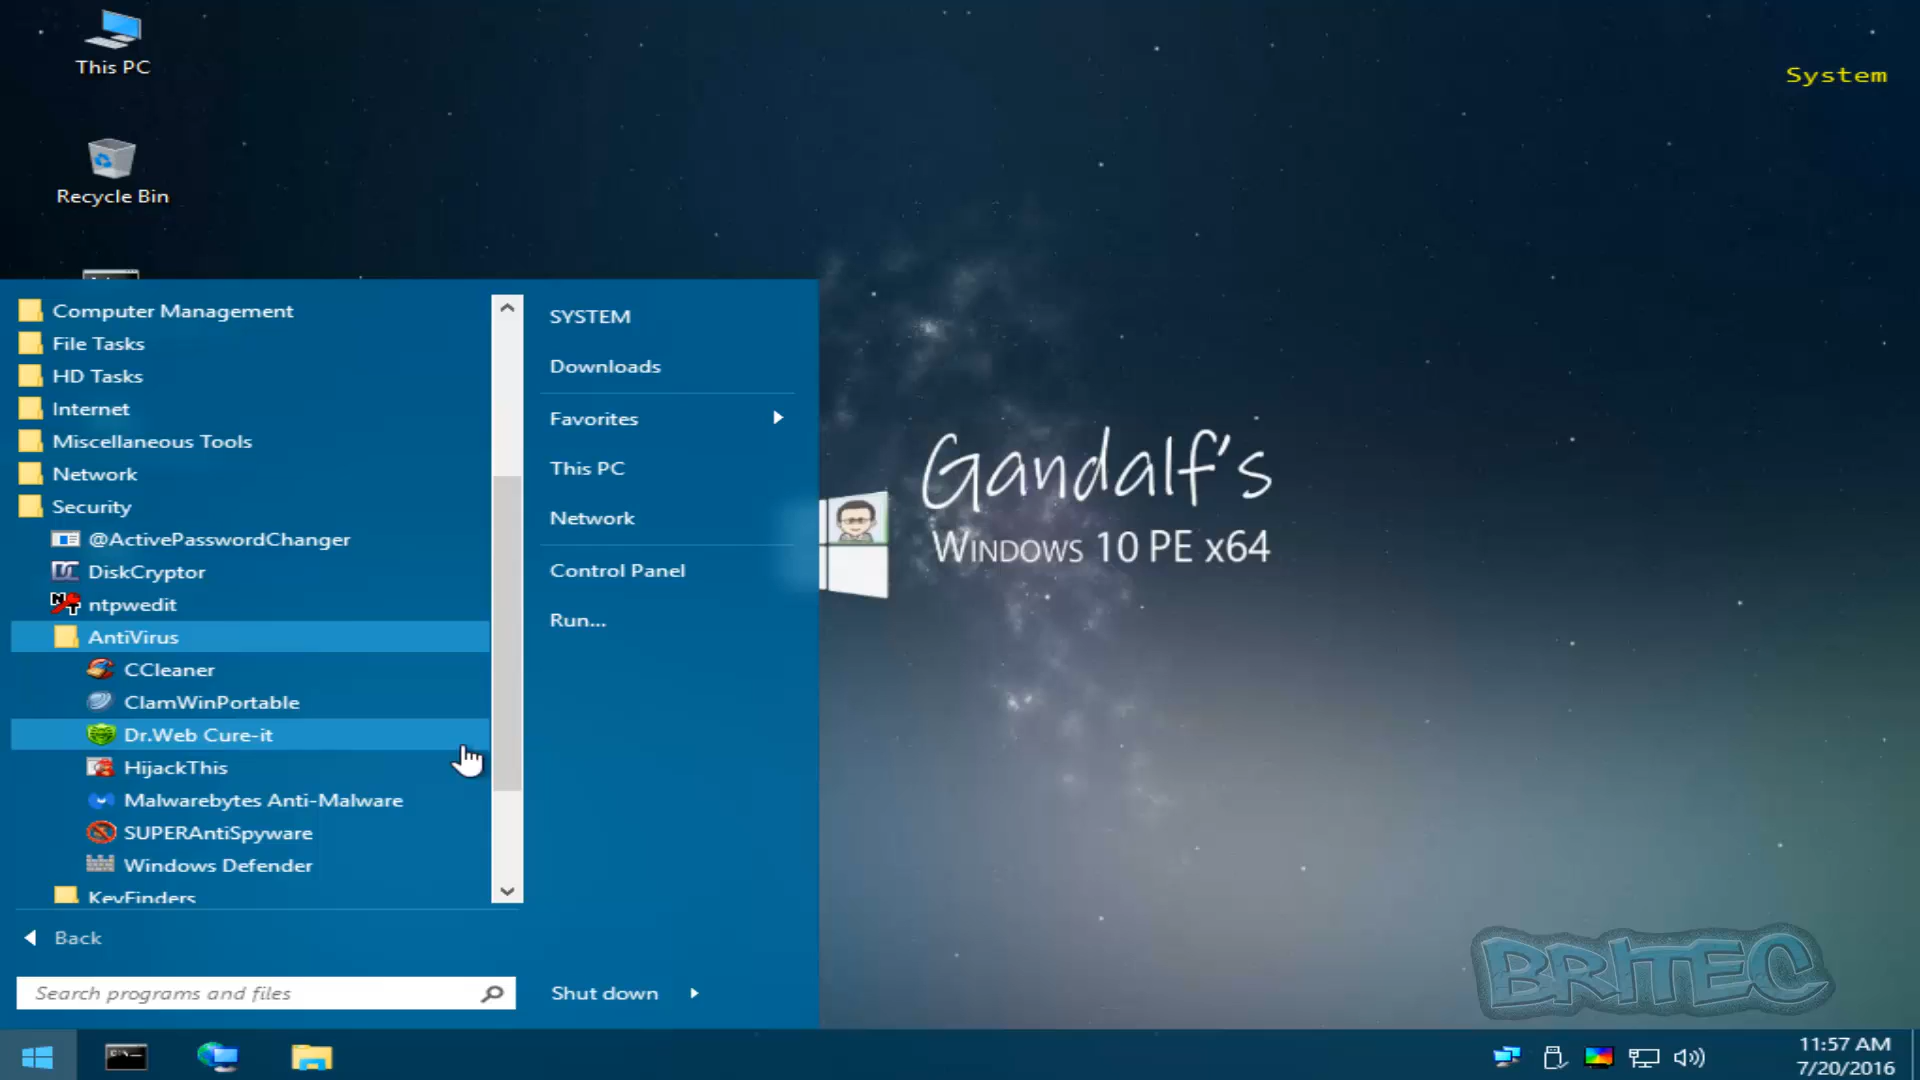 This PC
Recycle Bin
System
Computer Management
File Tasks
HD Tasks
Internet
Miscellaneous Tools
Network
Security
@ActivePasswordChanger
DiskCryptor
ntpwedit
AntiVirus
CCleaner
ClamWinPortable
Dr.Web Cure-it
HijackThis
Malwarebytes Anti-Malware
SUPERAntiSpyware
Windows Defender
KeyFinders
Back
Search programs and files
SYSTEM
Downloads
Favorites
This PC
Network
Control Panel
Run...
Shut down
Gandalf's
WINDOWS 10 PE x64
BRITEC
11:57 AM
7/20/2016